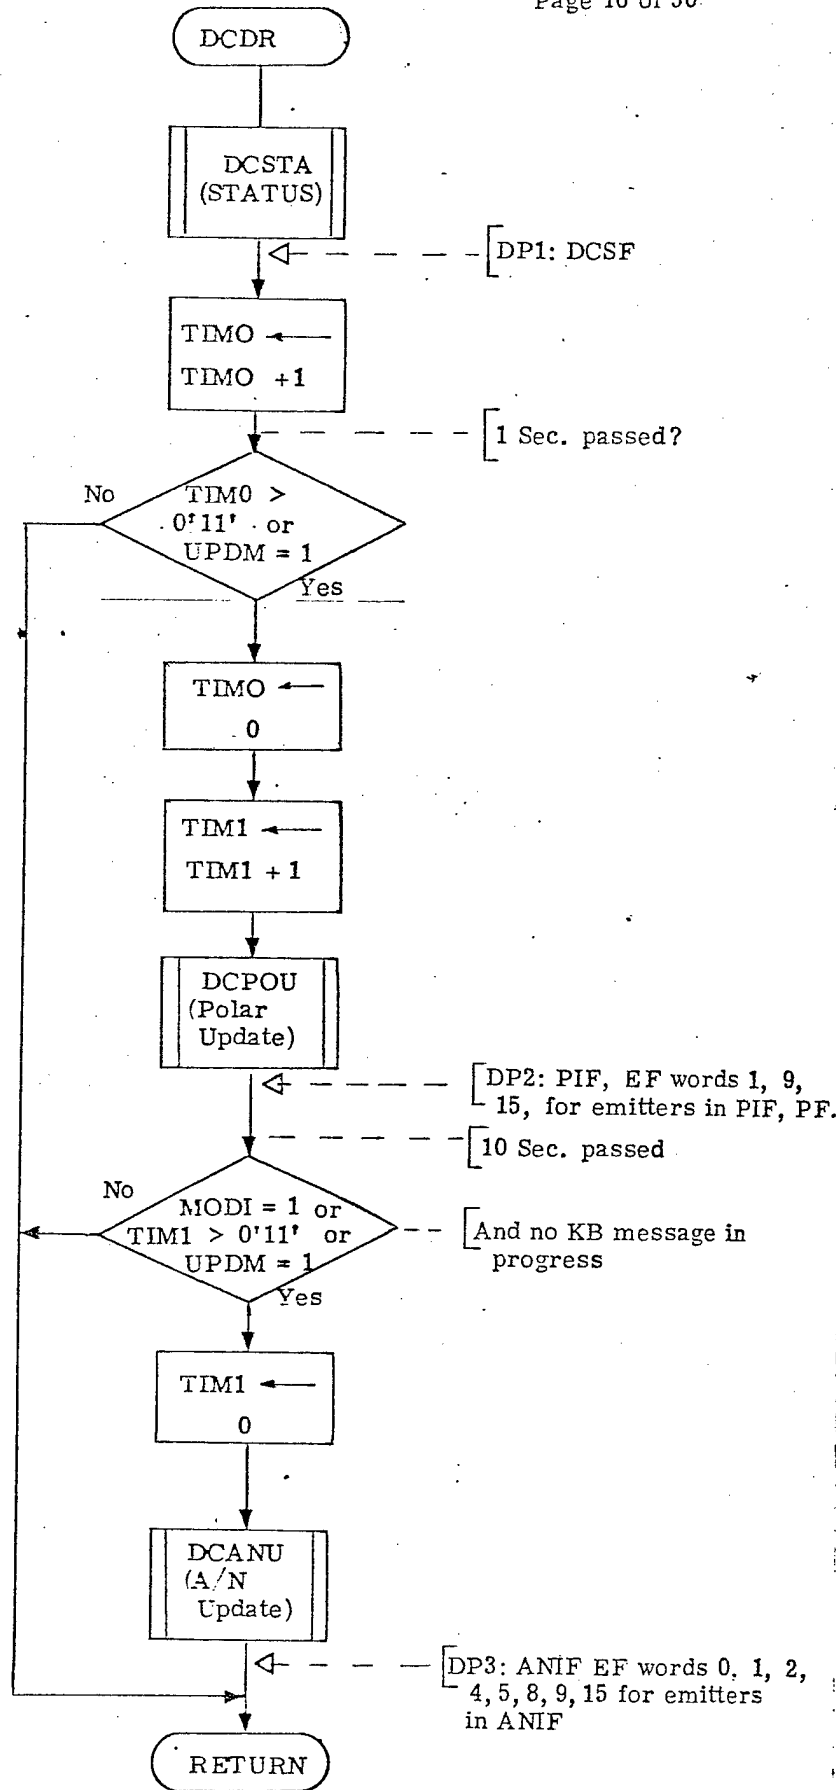 Page 16 of 30
DCDR
DCSTA
(STATUS)
DP1: DCSF
TIMO ←
TIMO +1
1 Sec. passed?
No
TIM0 >
0'11' or
UPDM = 1
Yes
TIMO ←
0
TIM1 ←
TIM1 + 1
DCPOU
(Polar
Update)
DP2: PIF, EF words 1, 9,
15, for emitters in PIF, PF.
10 Sec. passed
No
MODI = 1 or
TIM1 > 0'11' or
UPDM = 1
And no KB message in
progress
Yes
TIM1 ←
0
DCANU
(A/N
Update)
DP3: ANIF EF words 0, 1, 2,
4, 5, 8, 9, 15 for emitters
in ANIF
RETURN